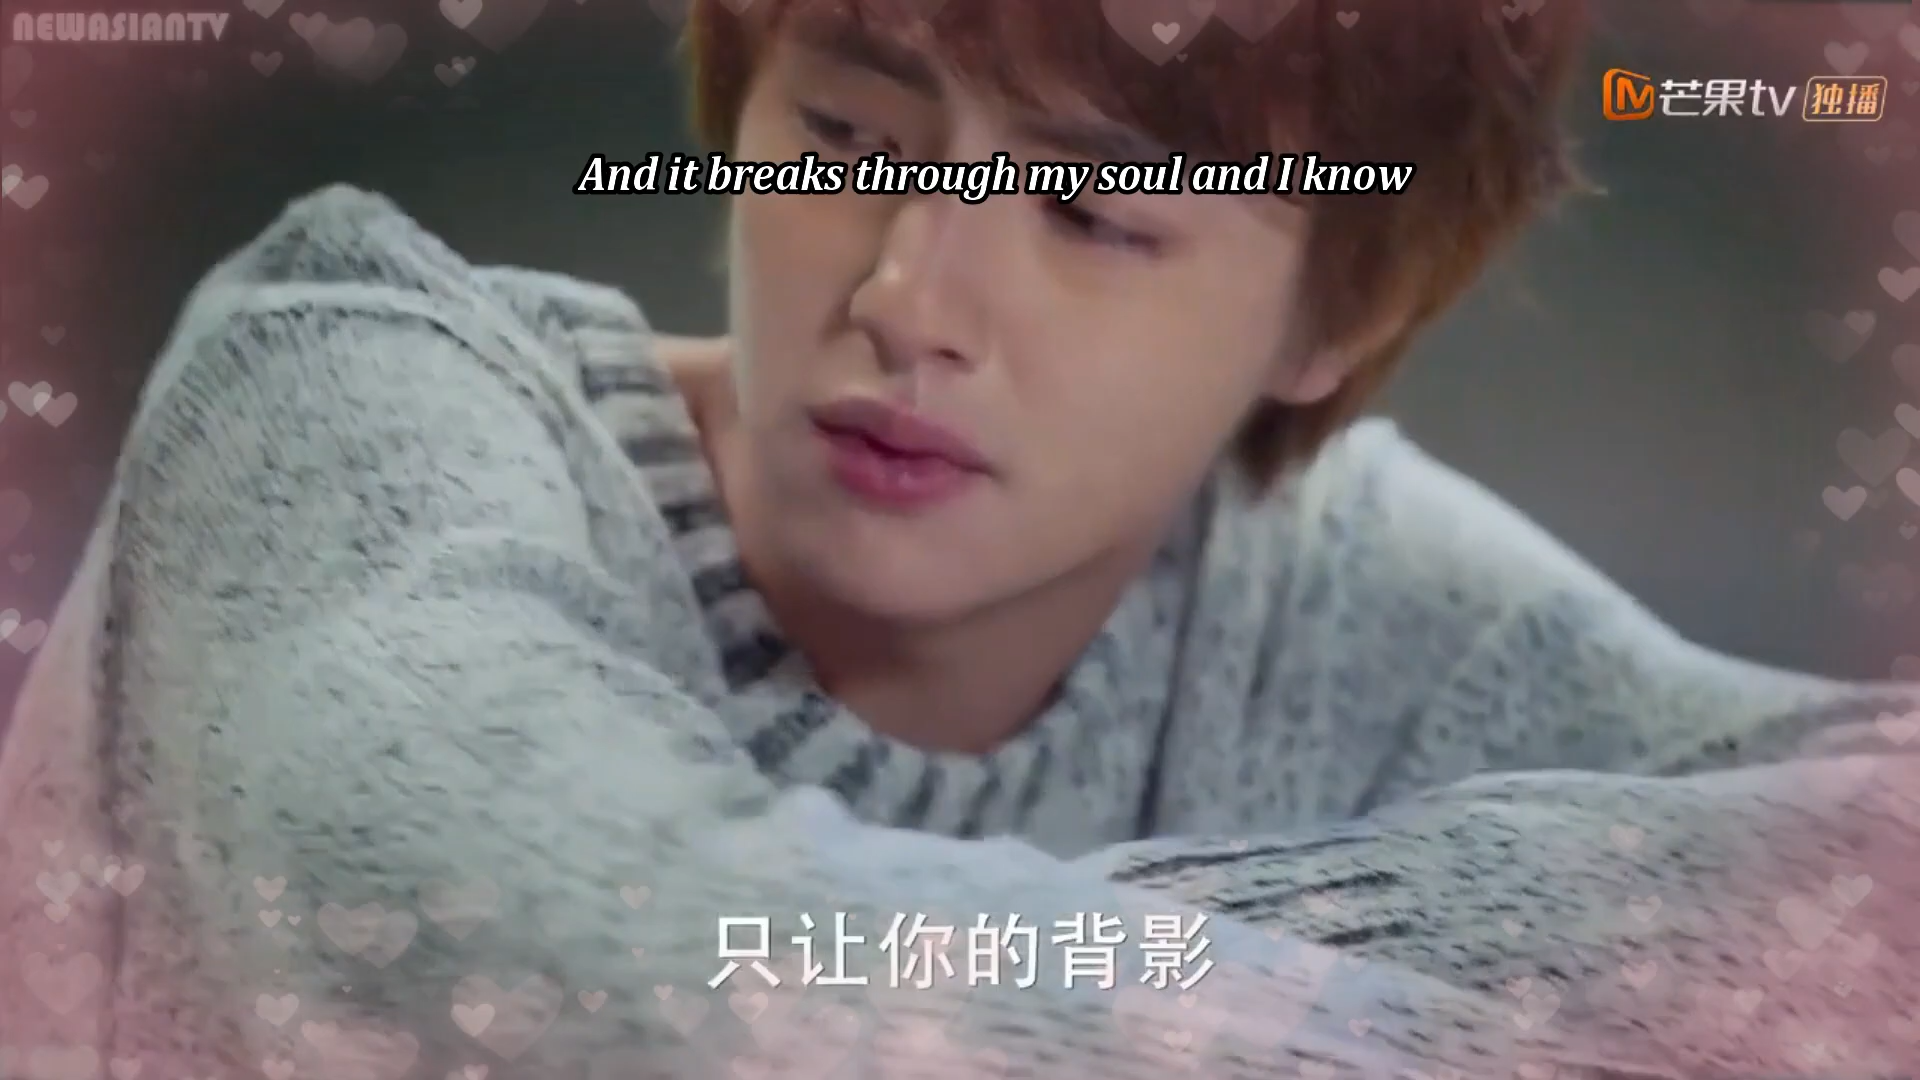 NEWASIANTV
芒果tv 独播
And it breaks through my soul and I know
只让你的背影